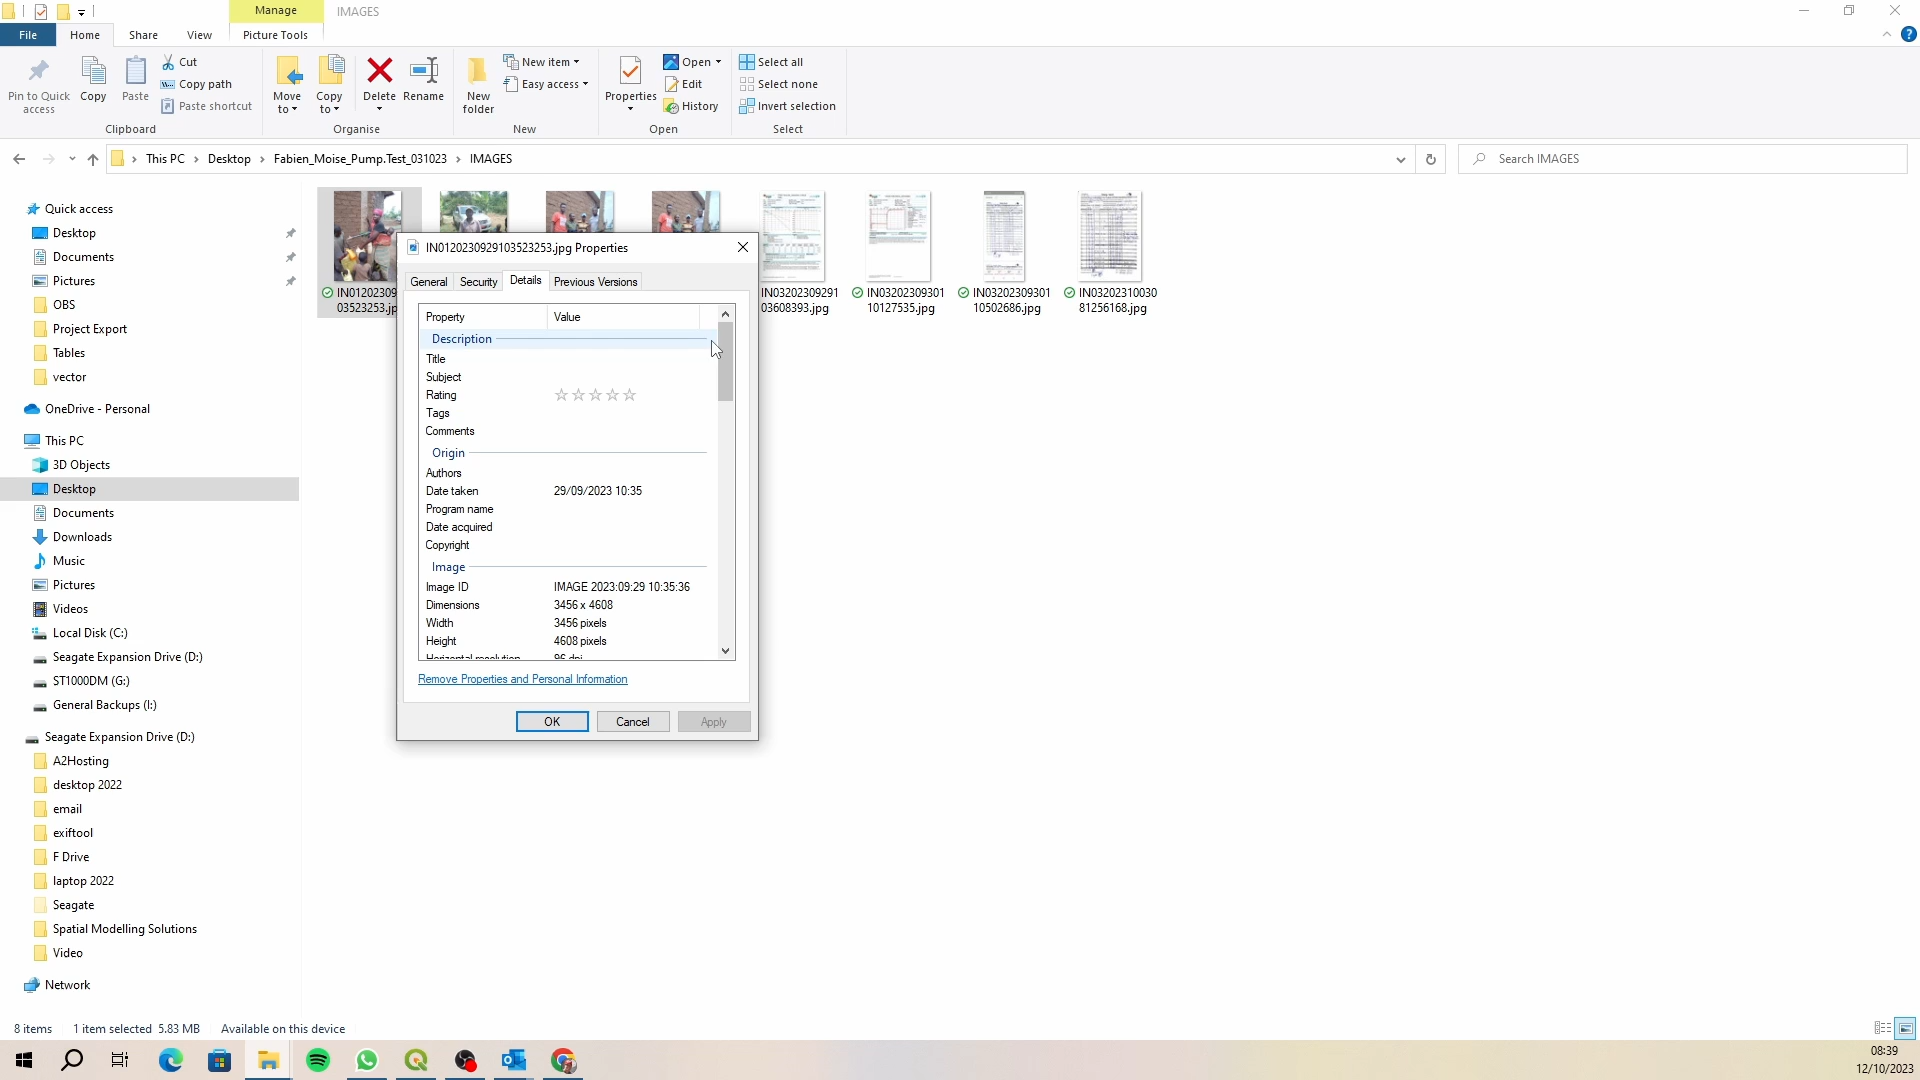 Manage
IMAGES
File
Home
Share
View
Picture Tools
Pin to Quick access
Copy
Paste
Cut
Copy path
Paste shortcut
Clipboard
Move to
Copy to
Delete
Rename
Organise
New folder
New item
Easy access
New
Properties
Open
Edit
History
Open
Select all
Select none
Invert selection
Select
This PC > Desktop > Fabien_Moise_Pump.Test_031023 > IMAGES
Search IMAGES
Quick access
Desktop
Documents
Pictures
OBS
Project Export
Tables
vector
OneDrive - Personal
This PC
3D Objects
Desktop
Documents
Downloads
Music
Pictures
Videos
Local Disk (C:)
Seagate Expansion Drive (D:)
ST1000DM (G:)
General Backups (I:)
Seagate Expansion Drive (D:)
A2Hosting
desktop 2022
email
exiftool
F Drive
laptop 2022
Seagate
Spatial Modelling Solutions
Video
Network
IN01202309
03523253.jp
IN03202309291
03608393.jpg
IN03202309301
10127535.jpg
IN03202309301
10502686.jpg
IN03202310030
81256168.jpg
IN0120230929103523253.jpg Properties
General
Security
Details
Previous Versions
Property Value
Description
Title
Subject
Rating
Tags
Comments
Origin
Authors
Date taken 29/09/2023 10:35
Program name
Date acquired
Copyright
Image
Image ID IMAGE 2023:09:29 10:35:36
Dimensions 3456 x 4608
Width 3456 pixels
Height 4608 pixels
Horizontal resolution 96 dpi
Remove Properties and Personal Information
OK
Cancel
Apply
8 items 1 item selected 5.83 MB Available on this device
08:39
12/10/2023